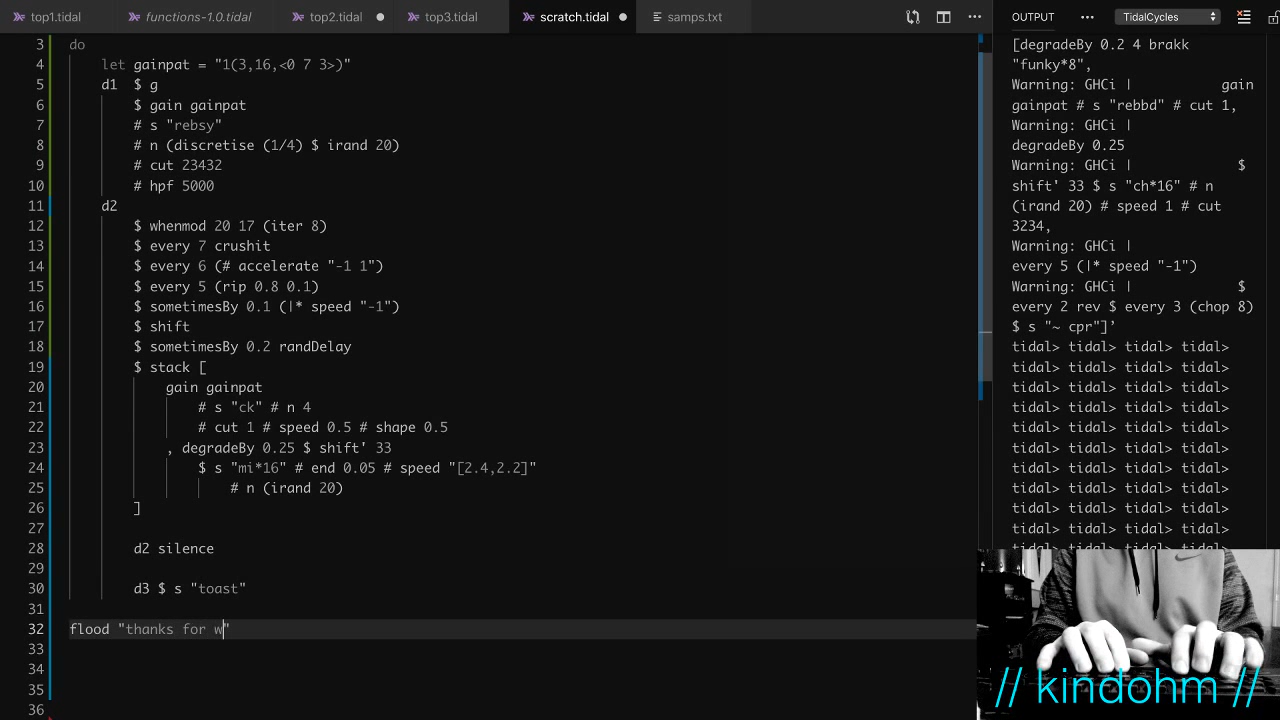 top1.tidal functions-1.0.tidal top2.tidal top3.tidal scratch.tidal samps.txt OUTPUT TidalCycles
3 do
4 let gainpat = "1(3,16,<0 7 3>)"
5 d1 $ g
6 $ gain gainpat
7 # s "rebsy"
8 # n (discretise (1/4) $ irand 20)
9 # cut 23432
10 # hpf 5000
11 d2
12 $ whenmod 20 17 (iter 8)
13 $ every 7 crushit
14 $ every 6 (# accelerate "-1 1")
15 $ every 5 (rip 0.8 0.1)
16 $ sometimesBy 0.1 (|* speed "-1")
17 $ shift
18 $ sometimesBy 0.2 randDelay
19 $ stack [
20 gain gainpat
21 # s "ck" # n 4
22 # cut 1 # speed 0.5 # shape 0.5
23 , degradeBy 0.25 $ shift' 33
24 $ s "mi*16" # end 0.05 # speed "[2.4,2.2]"
25 # n (irand 20)
26 ]
27
28 d2 silence
29
30 d3 $ s "toast"
31
32 flood "thanks for w"
33
34
35
36
[degradeBy 0.2 4 brakk
"funky*8",
Warning: GHCi | gain
gainpat # s "rebbd" # cut 1,
Warning: GHCi |
degradeBy 0.25
Warning: GHCi | $
shift' 33 $ s "ch*16" # n
(irand 20) # speed 1 # cut
3234,
Warning: GHCi |
every 5 (|* speed "-1")
Warning: GHCi | $
every 2 rev $ every 3 (chop 8)
$ s "~ cpr"]’
tidal> tidal> tidal> tidal>
tidal> tidal> tidal> tidal>
tidal> tidal> tidal> tidal>
tidal> tidal> tidal> tidal>
tidal> tidal> tidal> tidal>
tidal> tidal> tidal> tidal>
tidal> tidal> tidal> tidal>
tidal> tidal> tidal> tidal>
tidal> tidal> tidal> tidal>
tidal> tidal> tidal> tidal>
tidal> tidal> tidal> tidal>
// kindohm //